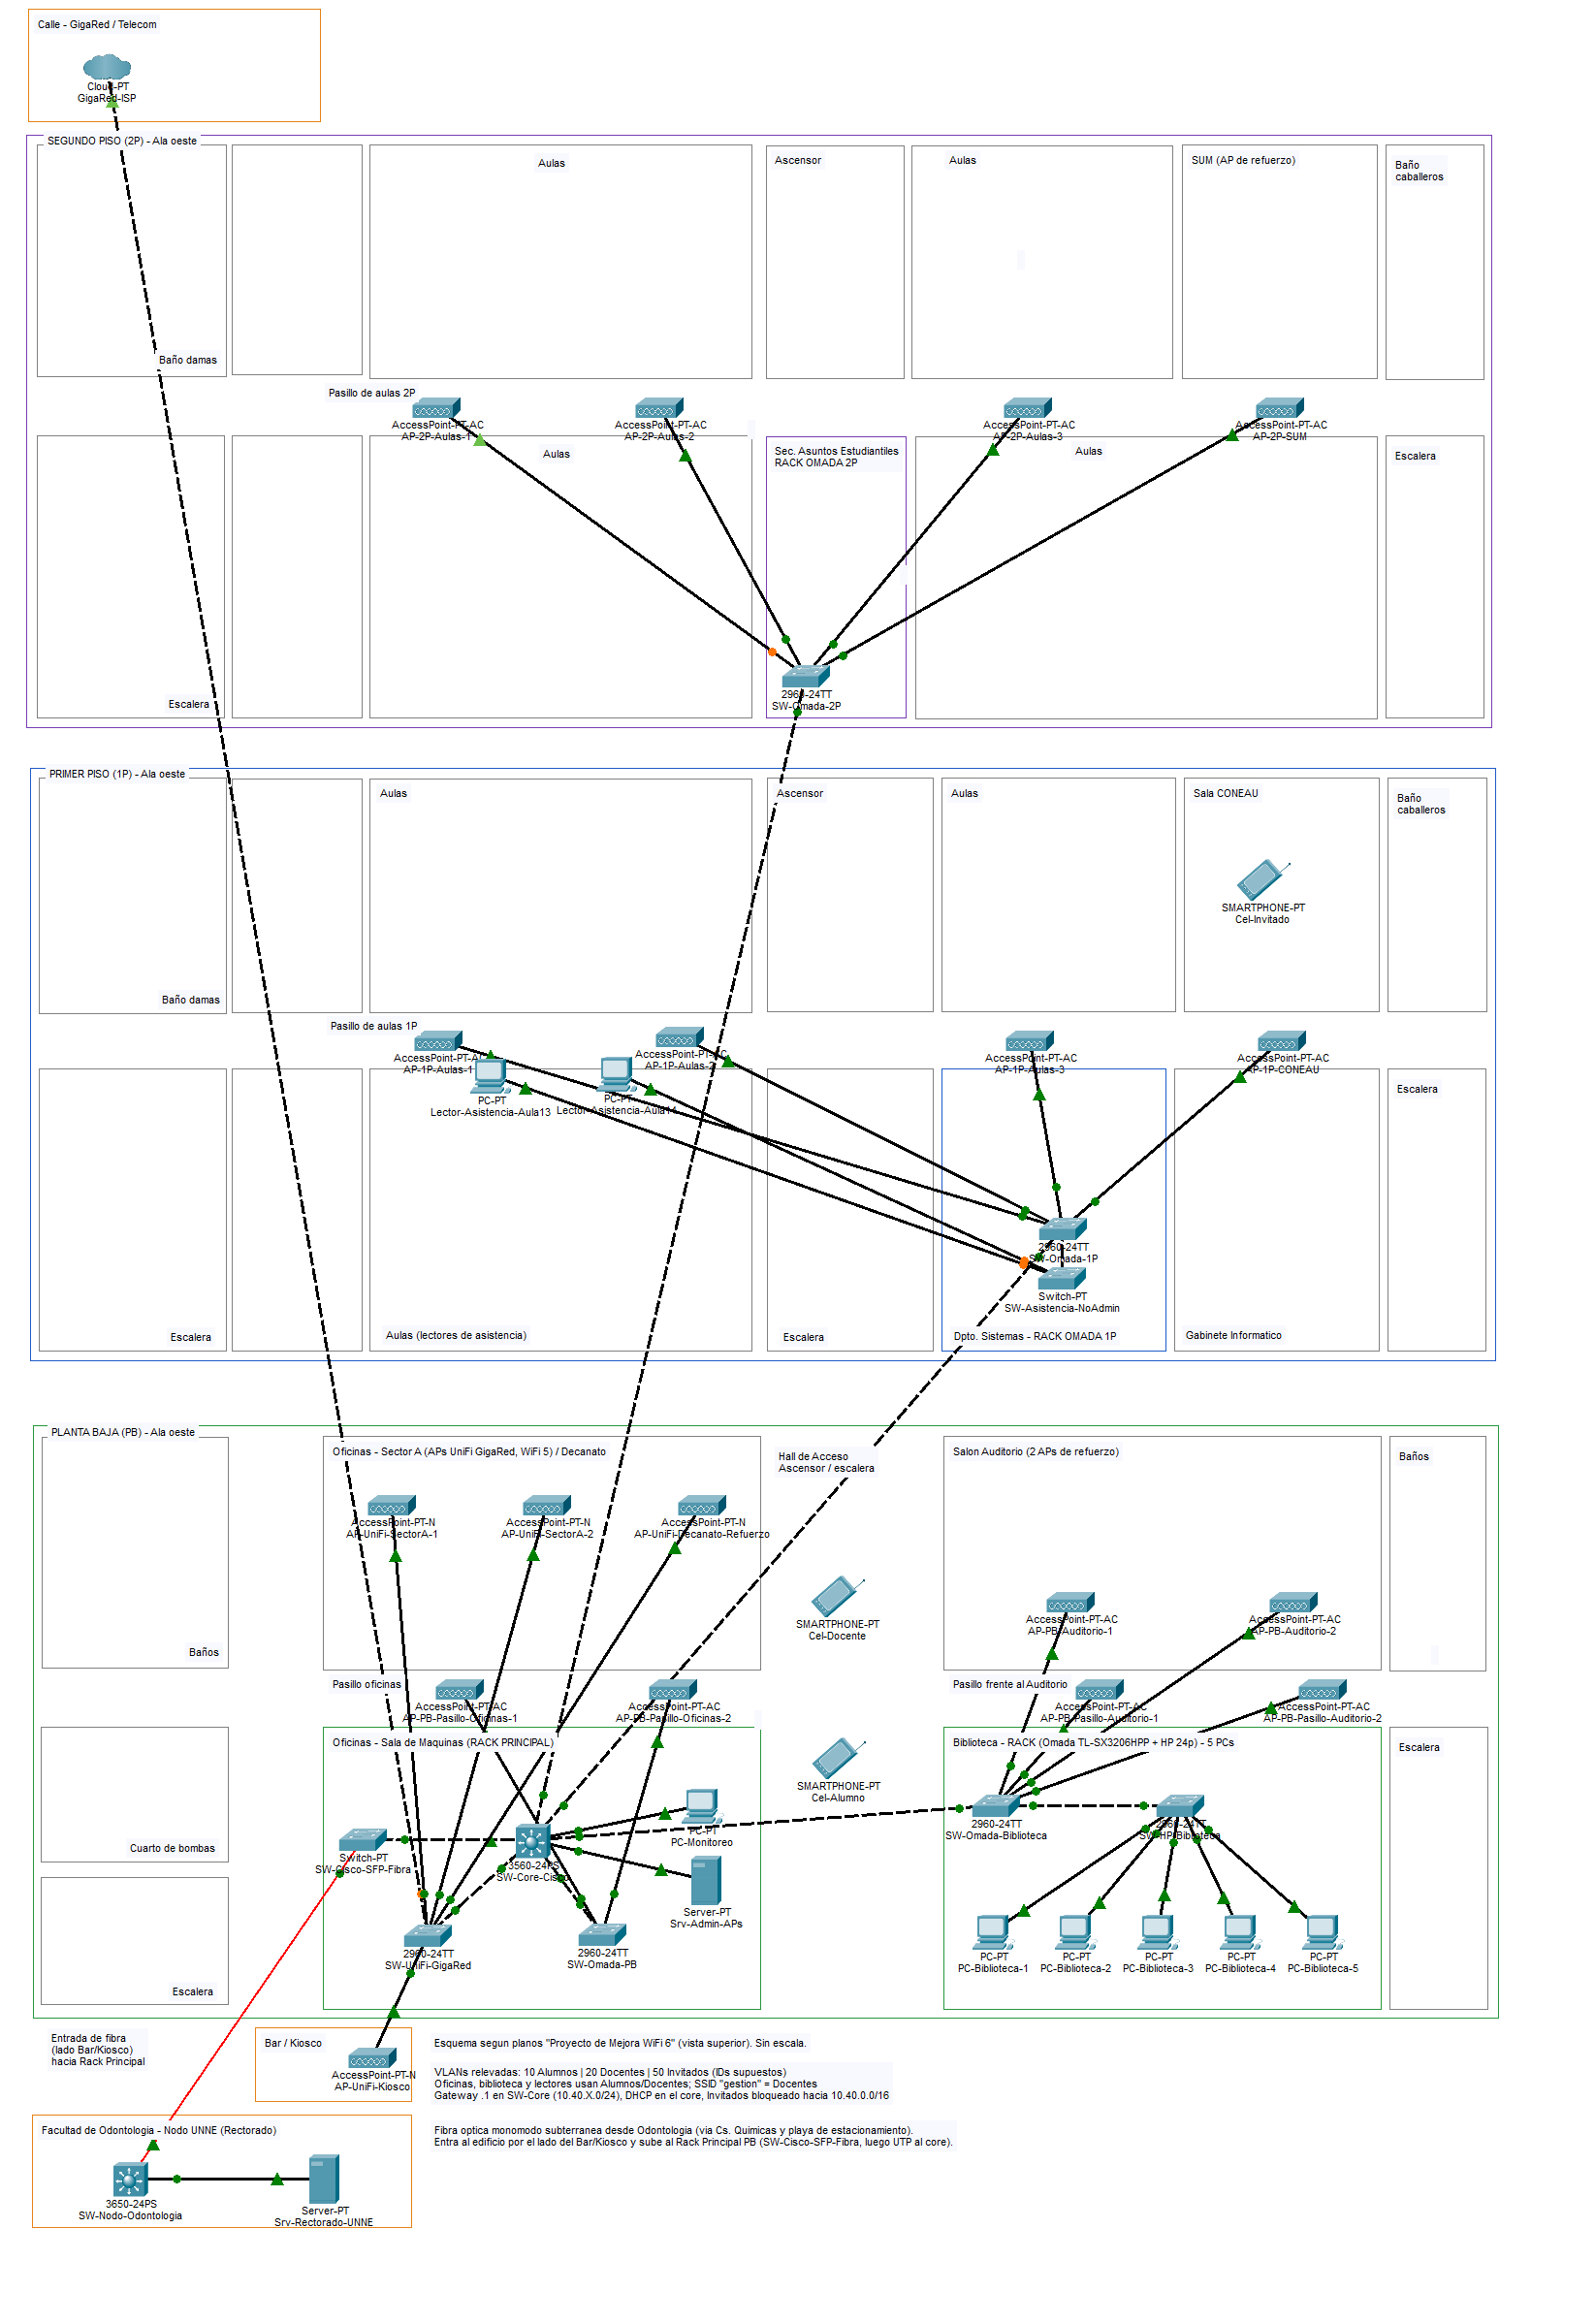 Calle - GigaRed / Telecom
Cloud-PT
GigaRed-ISP
SEGUNDO PISO (2P) - Ala oeste
Aulas
Ascensor
Aulas
SUM (AP de refuerzo)
Baño
caballeros
Baño damas
Pasillo de aulas 2P
AccessPoint-PT-AC
AP-2P-Aulas-1
AccessPoint-PT-AC
AP-2P-Aulas-2
AccessPoint-PT-AC
AP-2P-Aulas-3
AccessPoint-PT-AC
AP-2P-SUM
Aulas
Sec. Asuntos Estudiantiles
RACK OMADA 2P
Aulas
Escalera
Escalera
2960-24TT
SW-Omada-2P
PRIMER PISO (1P) - Ala oeste
Aulas
Ascensor
Aulas
Sala CONEAU
Baño
caballeros
SMARTPHONE-PT
Cel-Invitado
Baño damas
Pasillo de aulas 1P
AccessPoint-PT-AC
AP-1P-Aulas-1
AccessPoint-PT-AC
AP-1P-Aulas-2
AccessPoint-PT-AC
AP-1P-Aulas-3
AccessPoint-PT-AC
AP-1P-CONEAU
PC-PT
Lector-Asistencia-Aula13
PC-PT
Lector-Asistencia-Aula14
Escalera
2960-24TT
SW-Omada-1P
Switch-PT
SW-Asistencia-NoAdmin
Escalera
Aulas (lectores de asistencia)
Escalera
Dpto. Sistemas - RACK OMADA 1P
Gabinete Informatico
PLANTA BAJA (PB) - Ala oeste
Oficinas - Sector A (APs UniFi GigaRed, WiFi 5) / Decanato
Hall de Acceso
Ascensor / escalera
Salon Auditorio (2 APs de refuerzo)
Baños
AccessPoint-PT-N
AP-UniFi-SectorA-1
AccessPoint-PT-N
AP-UniFi-SectorA-2
AccessPoint-PT-N
AP-UniFi-Decanato-Refuerzo
SMARTPHONE-PT
Cel-Docente
AccessPoint-PT-AC
AP-PB-Auditorio-1
AccessPoint-PT-AC
AP-PB-Auditorio-2
Baños
Pasillo oficinas
AccessPoint-PT-AC
AP-PB-Pasillo-Oficinas-1
AccessPoint-PT-AC
AP-PB-Pasillo-Oficinas-2
Pasillo frente al Auditorio
AccessPoint-PT-AC
AP-PB-Pasillo-Auditorio-1
AccessPoint-PT-AC
AP-PB-Pasillo-Auditorio-2
Oficinas - Sala de Maquinas (RACK PRINCIPAL)
Biblioteca - RACK (Omada TL-SX3206HPP + HP 24p) - 5 PCs
Escalera
SMARTPHONE-PT
Cel-Alumno
PC-PT
PC-Monitoreo
2960-24TT
SW-Omada-Biblioteca
2960-24TT
SW-HP-Biblioteca
Cuarto de bombas
Switch-PT
SW-Cisco-SFP-Fibra
3560-24PS
SW-Core-Cisco
Server-PT
Srv-Admin-APs
2960-24TT
SW-UniFi-GigaRed
2960-24TT
SW-Omada-PB
PC-PT
PC-Biblioteca-1
PC-PT
PC-Biblioteca-2
PC-PT
PC-Biblioteca-3
PC-PT
PC-Biblioteca-4
PC-PT
PC-Biblioteca-5
Escalera
Entrada de fibra
(lado Bar/Kiosco)
hacia Rack Principal
Bar / Kiosco
AccessPoint-PT-N
AP-UniFi-Kiosco
Esquema segun planos "Proyecto de Mejora WiFi 6" (vista superior). Sin escala.
VLANs relevadas: 10 Alumnos | 20 Docentes | 50 Invitados (IDs supuestos)
Oficinas, biblioteca y lectores usan Alumnos/Docentes; SSID "gestion" = Docentes
Gateway .1 en SW-Core (10.40.X.0/24), DHCP en el core, Invitados bloqueado hacia 10.40.0.0/16
Fibra optica monomodo subterranea desde Odontologia (via Cs. Quimicas y playa de estacionamiento).
Entra al edificio por el lado del Bar/Kiosco y sube al Rack Principal PB (SW-Cisco-SFP-Fibra, luego UTP al core).
Facultad de Odontologia - Nodo UNNE (Rectorado)
3650-24PS
SW-Nodo-Odontologia
Server-PT
Srv-Rectorado-UNNE